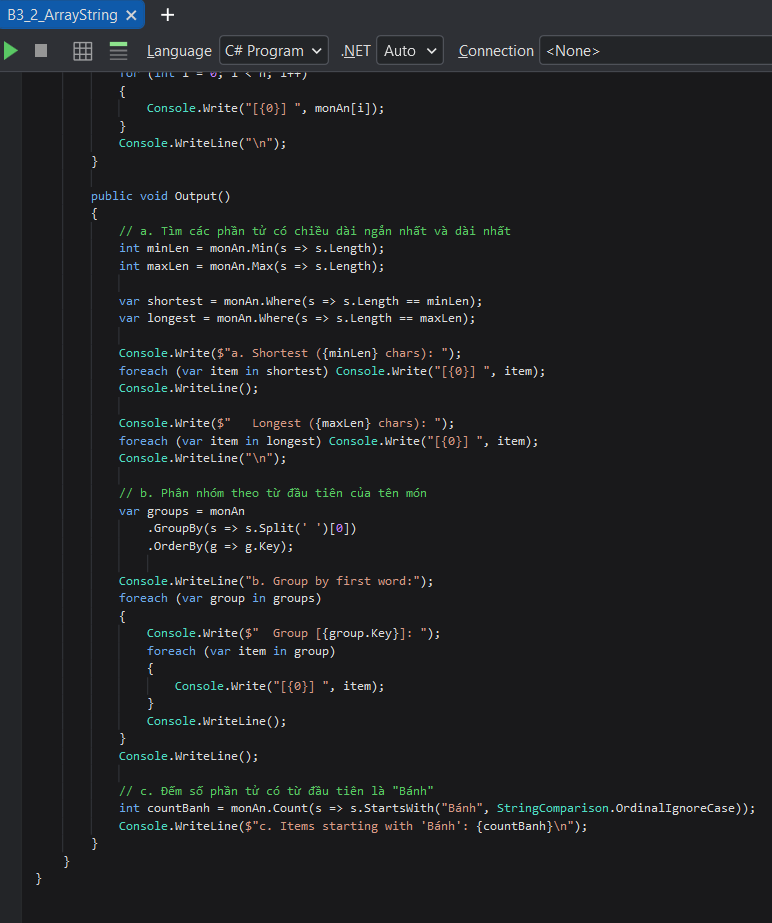 B3_2_ArrayString × +
Language C# Program .NET Auto Connection <None>
for (int i = 0; i < n; i++)
{
Console.Write("[{0}] ", monAn[i]);
}
Console.WriteLine("\n");
}
public void Output()
{
// a. Tìm các phần tử có chiều dài ngắn nhất và dài nhất
int minLen = monAn.Min(s => s.Length);
int maxLen = monAn.Max(s => s.Length);
var shortest = monAn.Where(s => s.Length == minLen);
var longest = monAn.Where(s => s.Length == maxLen);
Console.Write($"a. Shortest ({minLen} chars): ");
foreach (var item in shortest) Console.Write("[{0}] ", item);
Console.WriteLine();
Console.Write($"   Longest ({maxLen} chars): ");
foreach (var item in longest) Console.Write("[{0}] ", item);
Console.WriteLine("\n");
// b. Phân nhóm theo từ đầu tiên của tên món
var groups = monAn
.GroupBy(s => s.Split(' ')[0])
.OrderBy(g => g.Key);
Console.WriteLine("b. Group by first word:");
foreach (var group in groups)
{
Console.Write($"  Group [{group.Key}]: ");
foreach (var item in group)
{
Console.Write("[{0}] ", item);
}
Console.WriteLine();
}
Console.WriteLine();
// c. Đếm số phần tử có từ đầu tiên là "Bánh"
int countBanh = monAn.Count(s => s.StartsWith("Bánh", StringComparison.OrdinalIgnoreCase));
Console.WriteLine($"c. Items starting with 'Bánh': {countBanh}\n");
}
}
}